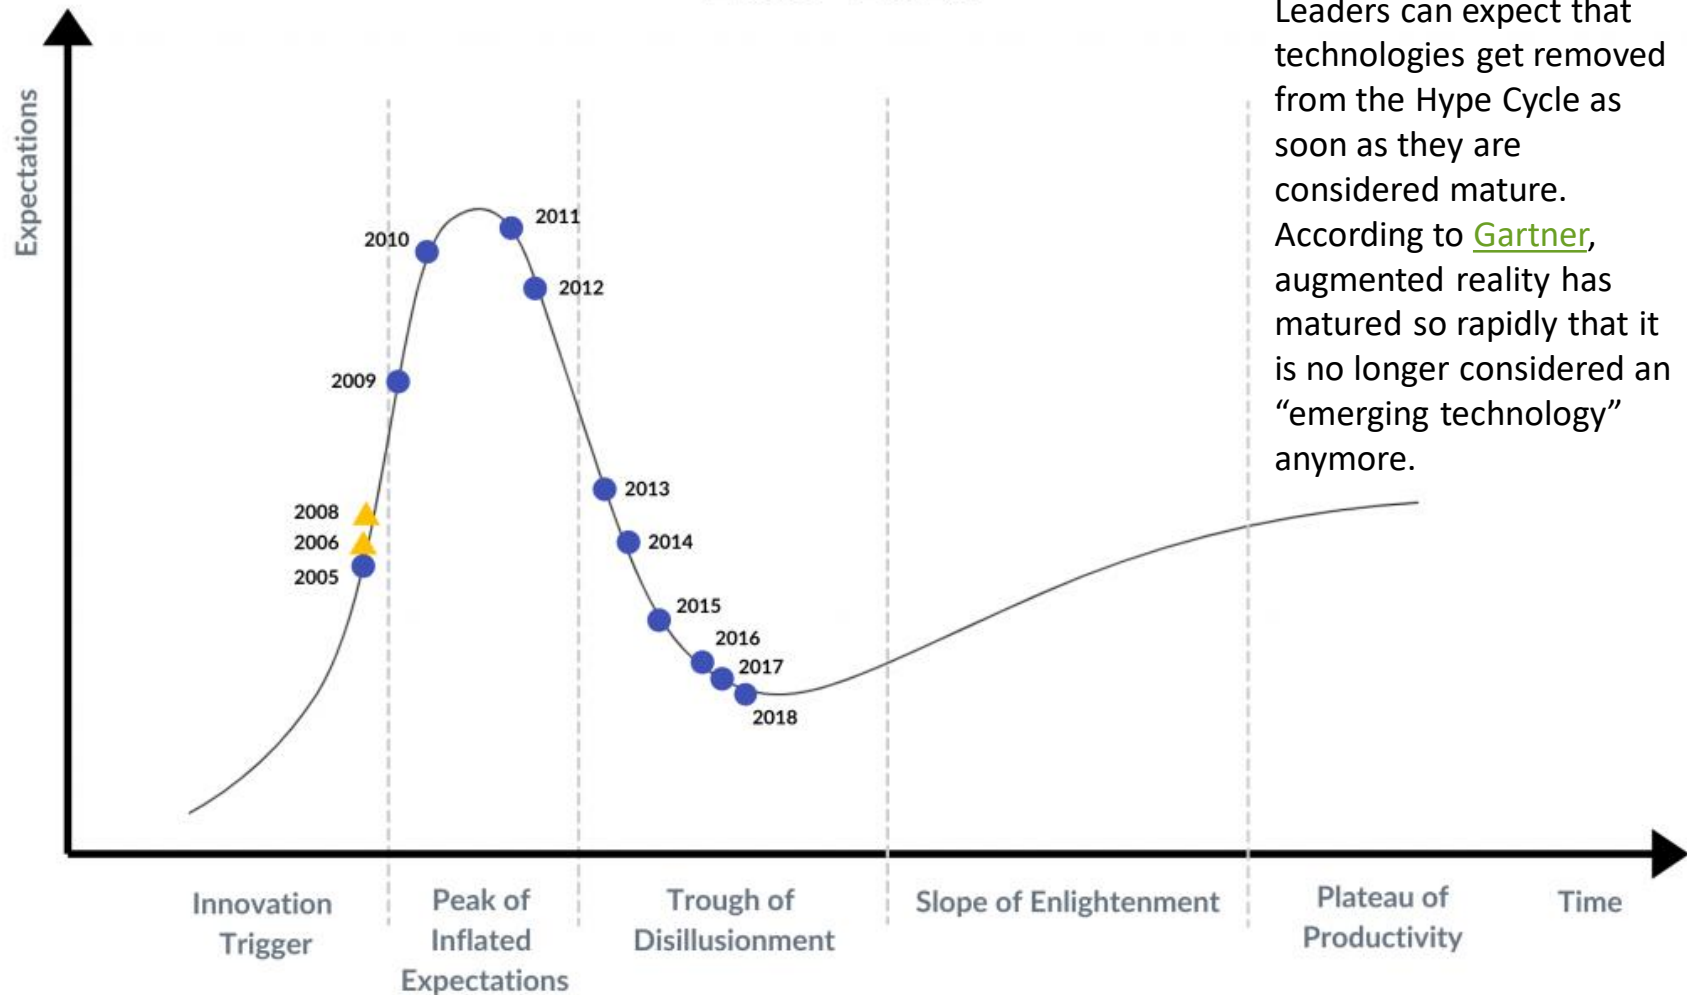 Leaders can expect that
technologies get removed
from the Hype Cycle as
soon as they are
considered mature.
According to Gartner,
augmented reality has
matured so rapidly that it
is no longer considered an
“emerging technology”
anymore.
Expectations
2011
2010
2012
2009
2013
2008
2006
2014
2005
2015
2016
2017
2018
Innovation
Trigger
Peak of
Inflated
Expectations
Trough of
Disillusionment
Slope of Enlightenment
Plateau of
Productivity
Time